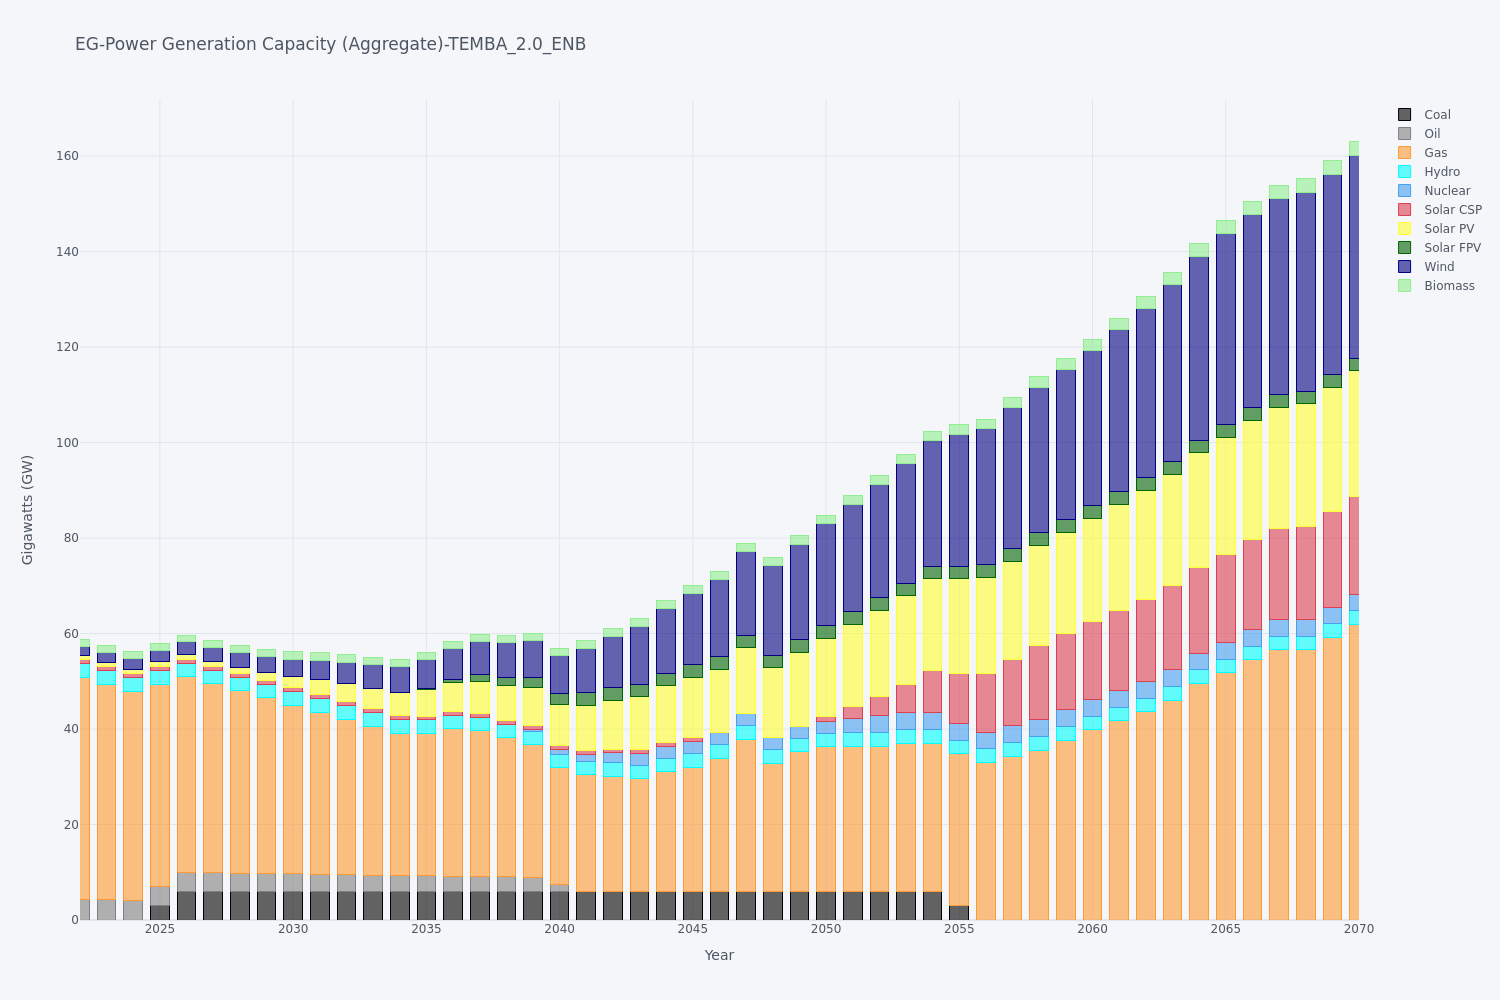 EG-Power Generation Capacity (Aggregate)-TEMBA_2.0_ENB
Coal
Oil
Gas
Hydro
Nuclear
Solar CSP
Solar PV
Solar FPV
Wind
Biomass
160
140
120
100
80
60
40
20
0
Gigawatts (GW)
2025 2030 2035 2040 2045 2050 2055 2060 2065 2070
Year